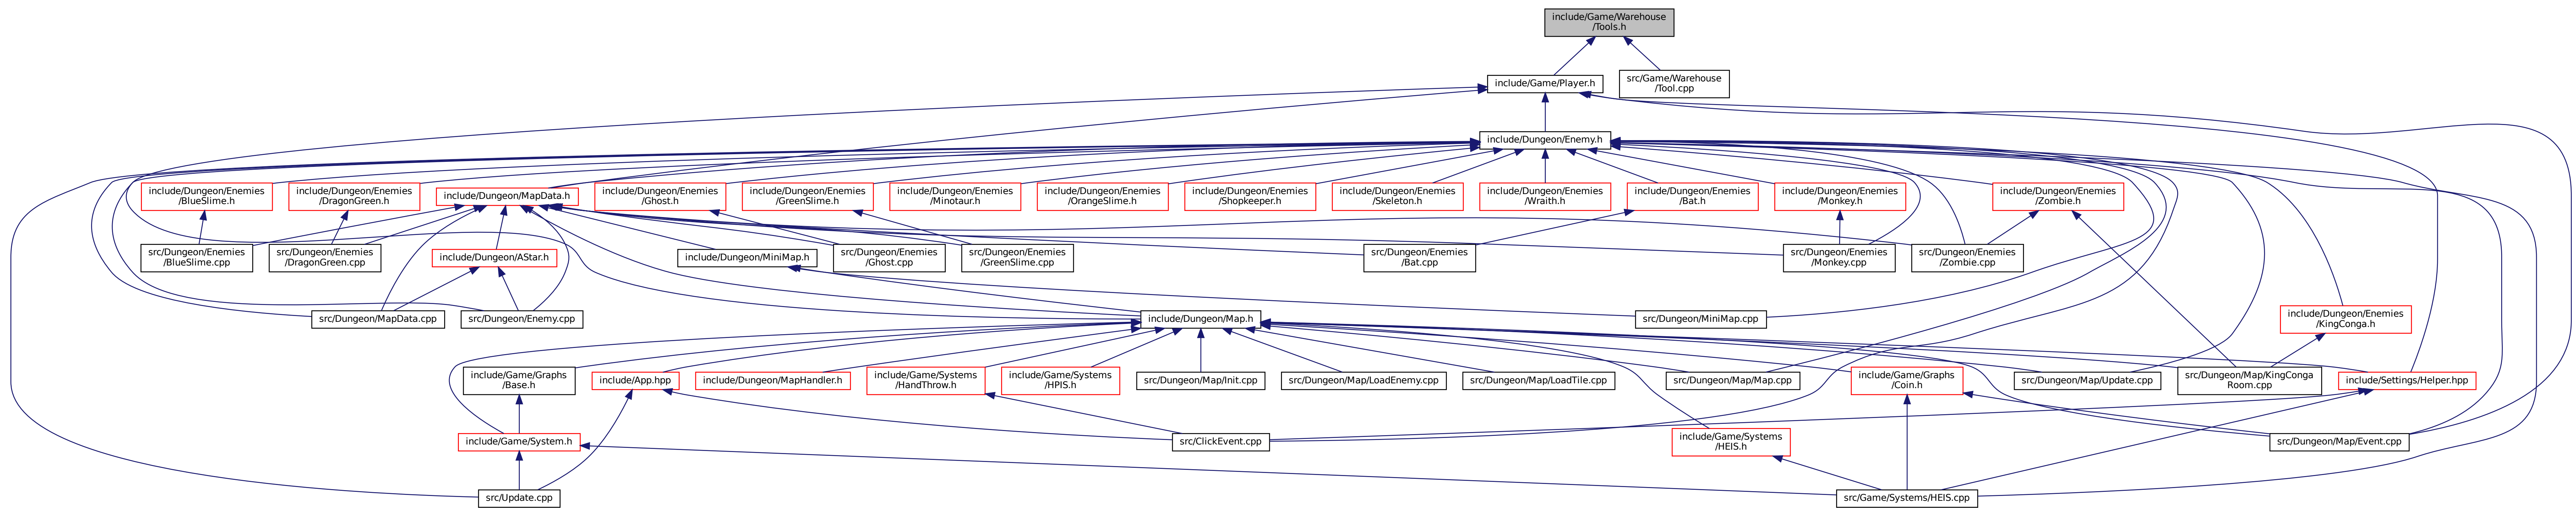 include/Game/Warehouse
/Tools.h
include/Game/Player.h
src/Game/Warehouse
/Tool.cpp
include/Dungeon/Enemy.h
include/Dungeon/Enemies
/BlueSlime.h
include/Dungeon/Enemies
/DragonGreen.h
include/Dungeon/MapData.h
include/Dungeon/Enemies
/Ghost.h
include/Dungeon/Enemies
/GreenSlime.h
include/Dungeon/Enemies
/Minotaur.h
include/Dungeon/Enemies
/OrangeSlime.h
include/Dungeon/Enemies
/Shopkeeper.h
include/Dungeon/Enemies
/Skeleton.h
include/Dungeon/Enemies
/Wraith.h
include/Dungeon/Enemies
/Bat.h
include/Dungeon/Enemies
/Monkey.h
include/Dungeon/Enemies
/Zombie.h
src/Dungeon/Enemies
/BlueSlime.cpp
src/Dungeon/Enemies
/DragonGreen.cpp
include/Dungeon/AStar.h
include/Dungeon/MiniMap.h
src/Dungeon/Enemies
/Ghost.cpp
src/Dungeon/Enemies
/GreenSlime.cpp
src/Dungeon/Enemies
/Bat.cpp
src/Dungeon/Enemies
/Monkey.cpp
src/Dungeon/Enemies
/Zombie.cpp
src/Dungeon/MapData.cpp
src/Dungeon/Enemy.cpp
include/Dungeon/Map.h
src/Dungeon/MiniMap.cpp
include/Dungeon/Enemies
/KingConga.h
include/Game/Graphs
/Base.h
include/App.hpp
include/Dungeon/MapHandler.h
include/Game/Systems
/HandThrow.h
include/Game/Systems
/HPIS.h
src/Dungeon/Map/Init.cpp
src/Dungeon/Map/LoadEnemy.cpp
src/Dungeon/Map/LoadTile.cpp
src/Dungeon/Map/Map.cpp
include/Game/Graphs
/Coin.h
src/Dungeon/Map/Update.cpp
src/Dungeon/Map/KingConga
Room.cpp
include/Settings/Helper.hpp
include/Game/System.h
src/ClickEvent.cpp
include/Game/Systems
/HEIS.h
src/Dungeon/Map/Event.cpp
src/Update.cpp
src/Game/Systems/HEIS.cpp